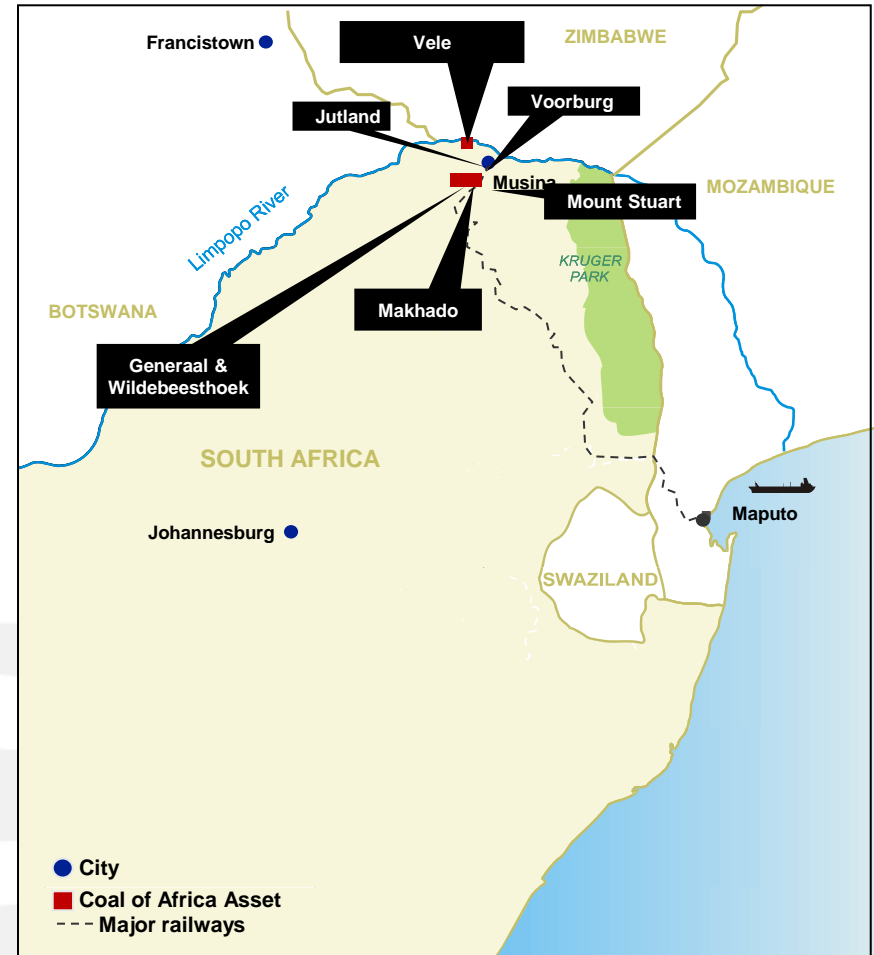 Francistown
Vele
ZIMBABWE
Jutland
Voorburg
Musina
MOZAMBIQUE
Mount Stuart
Limpopo River
KRUGER
PARK
BOTSWANA
Makhado
Generaal &
Wildebeesthoek
SOUTH AFRICA
Maputo
Johannesburg
SWAZILAND
City
Coal of Africa Asset
Major railways